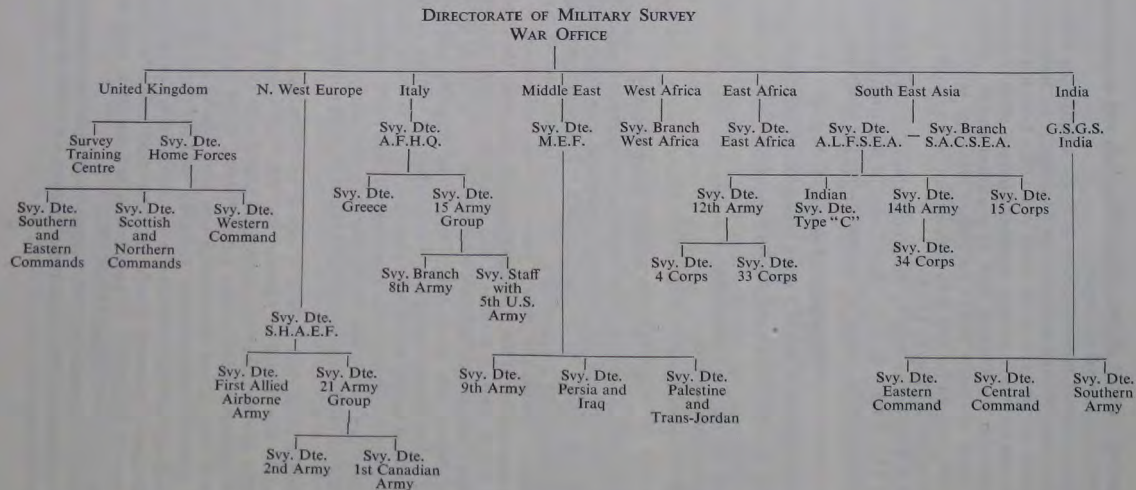 DIRECTORATE OF MILITARY SURVEY
WAR OFFICE
United Kingdom
N. West Europe
Italy
Middle East
West Africa
East Africa
South East Asia
India
Survey
Training
Centre
Svy. Dte.
Home Forces
Svy. Dte.
A.F.H.Q.
Svy. Dte.
M.E.F.
Svy. Branch
West Africa
Svy. Dte.
East Africa
Svy. Dte.
A.L.F.S.E.A.
Svy. Branch
S.A.C.S.E.A.
G.S.G.S.
India
Svy. Dte.
Southern
and
Eastern
Commands
Svy. Dte.
Scottish
and
Northern
Commands
Svy. Dte.
Western
Command
Svy. Dte.
Greece
Svy. Dte.
15 Army
Group
Svy. Dte.
12th Army
Indian
Svy. Dte.
Type "C"
Svy. Dte.
14th Army
Svy. Dte.
15 Corps
Svy. Branch
8th Army
Svy. Staff
with
5th U.S.
Army
Svy. Dte.
4 Corps
Svy. Dte.
33 Corps
Svy. Dte.
34 Corps
Svy. Dte.
S.H.A.E.F.
Svy. Dte.
First Allied
Airborne
Army
Svy. Dte.
21 Army
Group
Svy. Dte.
9th Army
Svy. Dte.
Persia and
Iraq
Svy. Dte.
Palestine
and
Trans-Jordan
Svy. Dte.
Eastern
Command
Svy. Dte.
Central
Command
Svy. Dte.
Southern
Army
Svy. Dte.
2nd Army
Svy. Dte.
1st Canadian
Army